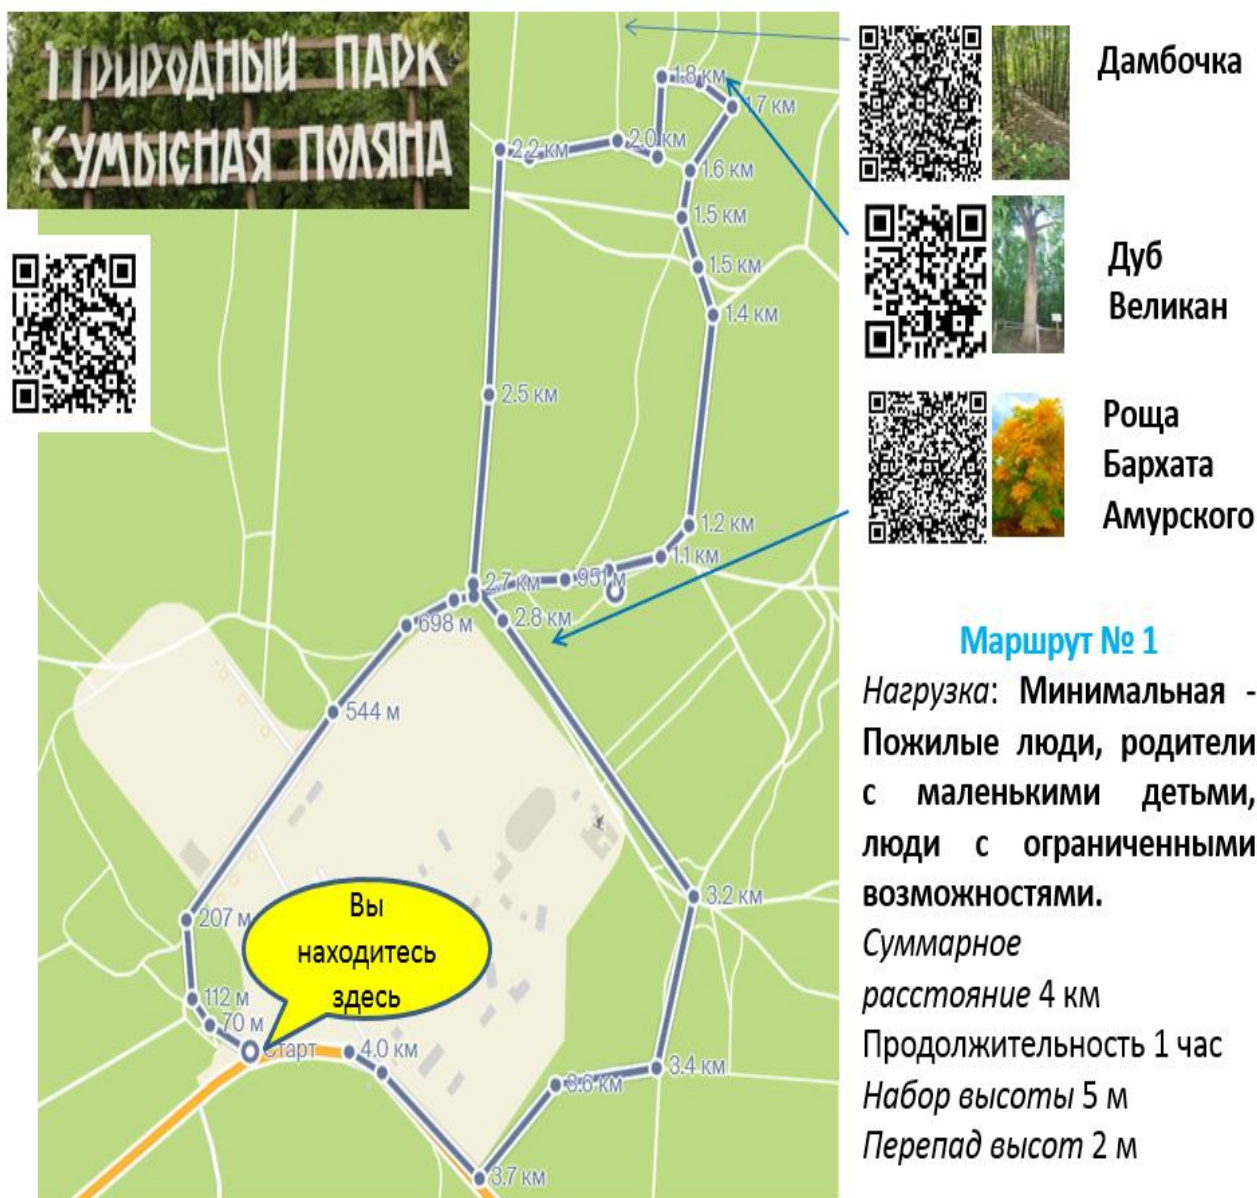 ПРИРОДНЫЙ ПАРК
КУМЫСНАЯ ПОЛЯНА
1.8 км
1.7 км
2.2 км
2.0 км
1.6 км
1.5 км
1.5 км
1.4 км
2.5 км
1.2 км
1.1 км
951 м
2.7 км
698 м
2.8 км
544 м
207 м
3.2 км
112 м
70 м
Старт
4.0 км
3.4 км
3.6 км
3.7 км
Вы
находитесь
здесь
Дамбочка
Дуб
Великан
Роща
Бархата
Амурского
Маршрут № 1
Нагрузка: Минимальная -
Пожилые люди, родители
с маленькими детьми,
люди с ограниченными
возможностями.
Суммарное
расстояние 4 км
Продолжительность 1 час
Набор высоты 5 м
Перепад высот 2 м